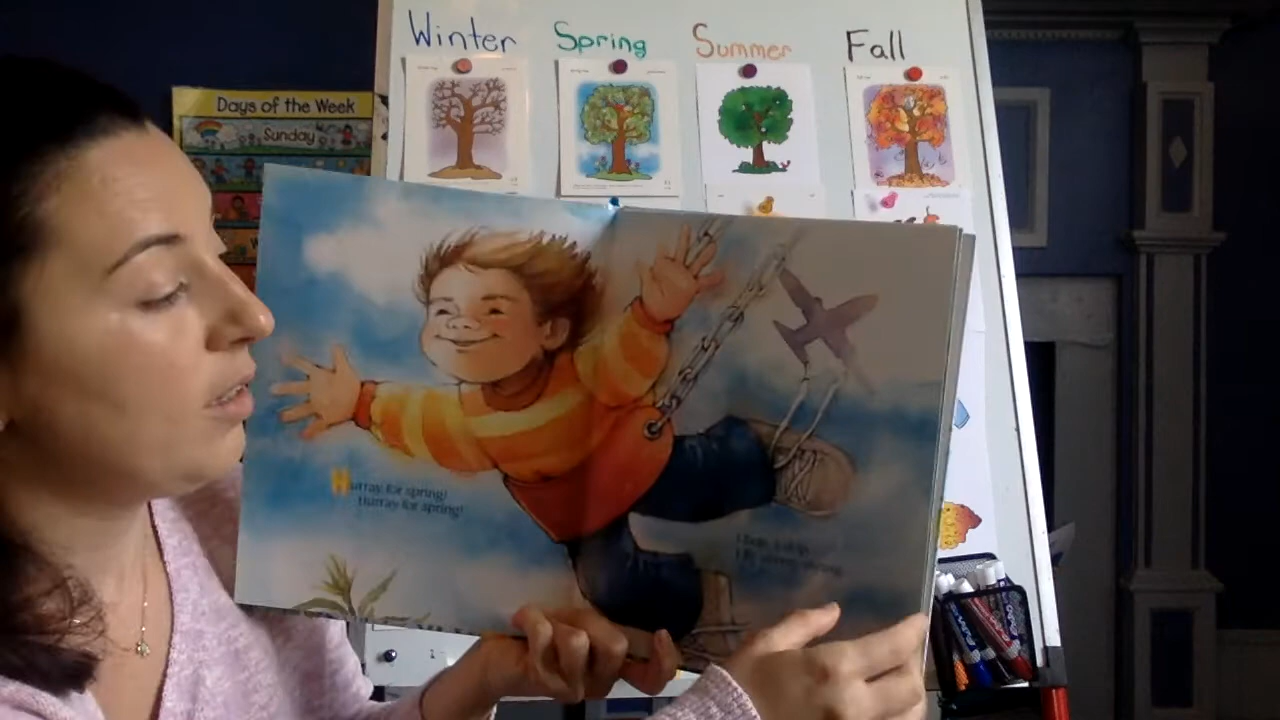 Winter Spring Summer Fall
Days of the Week
Sunday
Hurray for spring!
Hurray for spring!